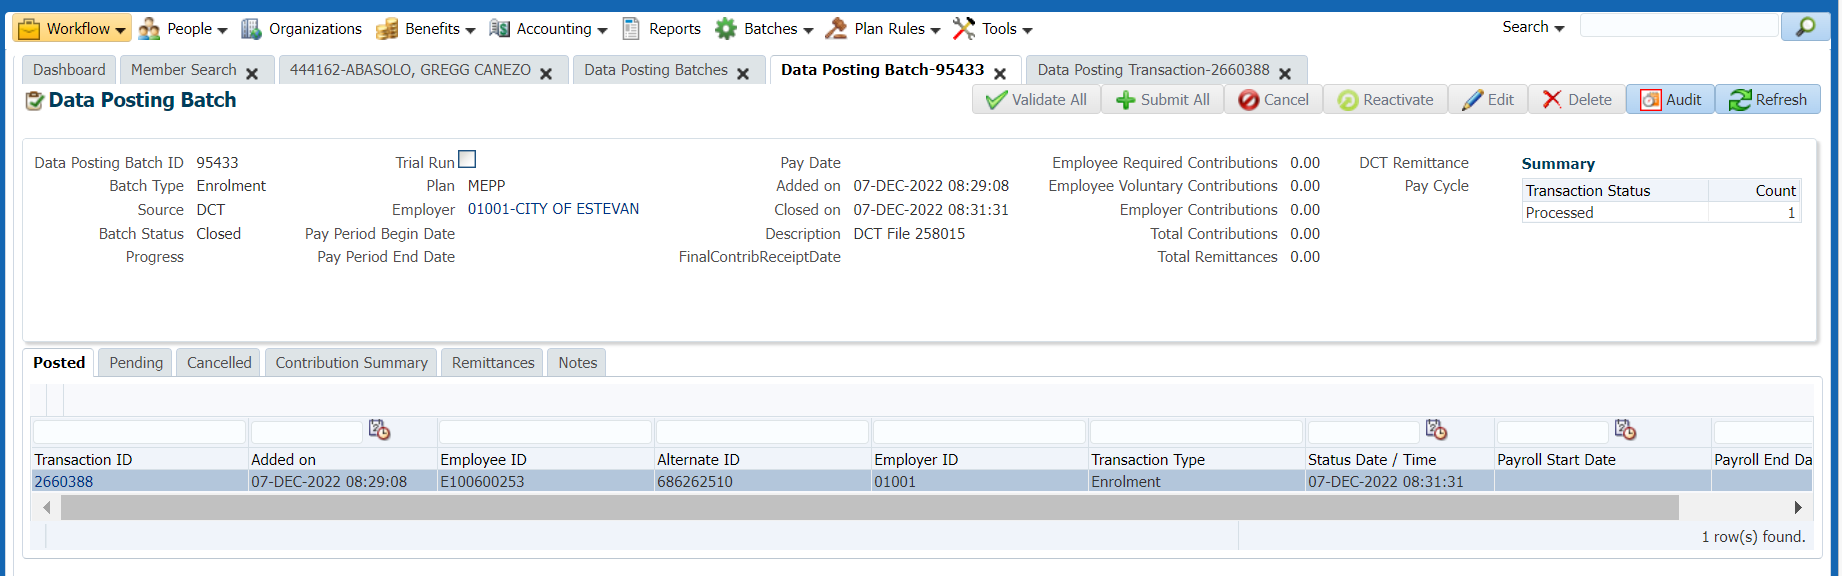 Workflow People Organizations Benefits Accounting Reports Batches Plan Rules Tools Search
Dashboard Member Search 444162-ABASOLO, GREGG CANEZO Data Posting Batches Data Posting Batch-95433 Data Posting Transaction-2660388
Data Posting Batch Validate All Submit All Cancel Reactivate Edit Delete Audit Refresh
Data Posting Batch ID 95433 Trial Run Pay Date Employee Required Contributions 0.00 DCT Remittance Summary
Batch Type Enrolment Plan MEPP Added on 07-DEC-2022 08:29:08 Employee Voluntary Contributions 0.00 Pay Cycle Transaction Status Count
Source DCT Employer 01001-CITY OF ESTEVAN Closed on 07-DEC-2022 08:31:31 Employer Contributions 0.00 Processed 1
Batch Status Closed Pay Period Begin Date Description DCT File 258015 Total Contributions 0.00
Progress Pay Period End Date FinalContribReceiptDate Total Remittances 0.00
Posted Pending Cancelled Contribution Summary Remittances Notes
Transaction ID Added on Employee ID Alternate ID Employer ID Transaction Type Status Date / Time Payroll Start Date Payroll End Da
2660388 07-DEC-2022 08:29:08 E100600253 686262510 01001 Enrolment 07-DEC-2022 08:31:31
1 row(s) found.